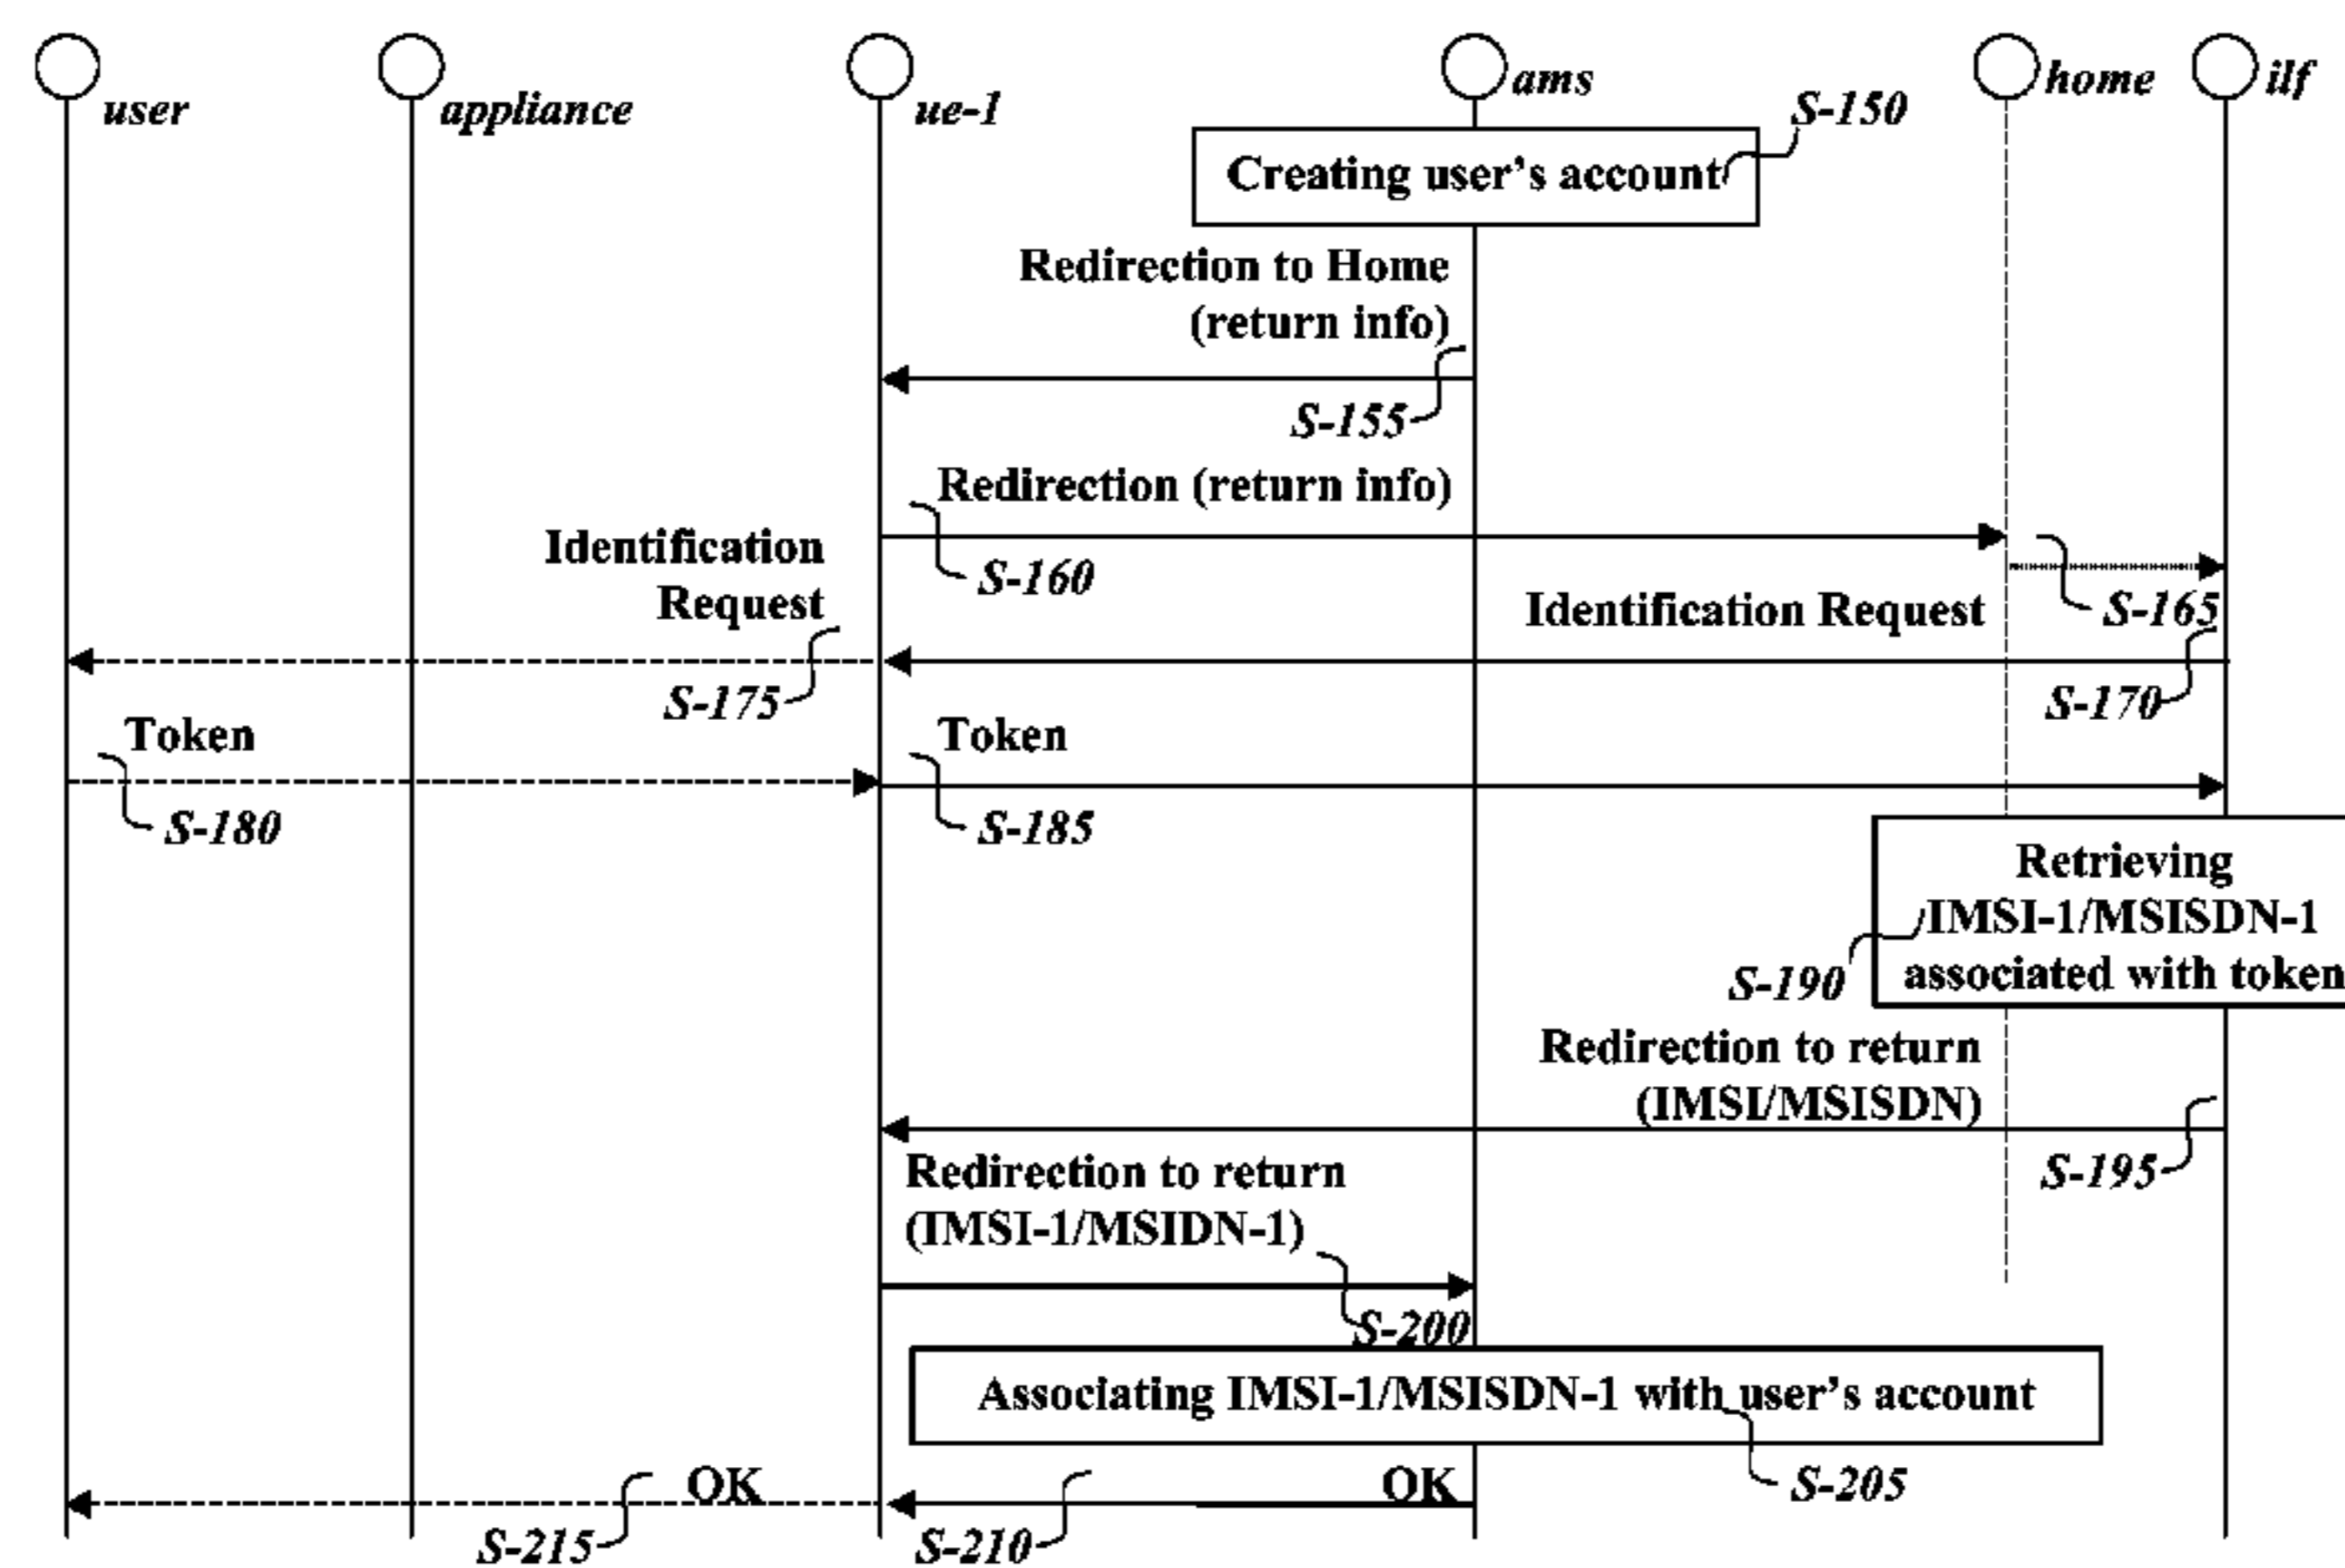 user
appliance
ue-1
ams
home
ilf
S-150
Creating user's account
Redirection to Home
(return info)
S-155
Redirection (return info)
S-160
Identification
Request
S-165
Identification Request
S-175
S-170
Token
Token
S-180
S-185
Retrieving
IMSI-1/MSISDN-1
associated with token
S-190
Redirection to return
(IMSI/MSISDN)
S-195
Redirection to return
(IMSI-1/MSIDN-1)
S-200
Associating IMSI-1/MSISDN-1 with user's account
S-205
OK
OK
S-215
S-210